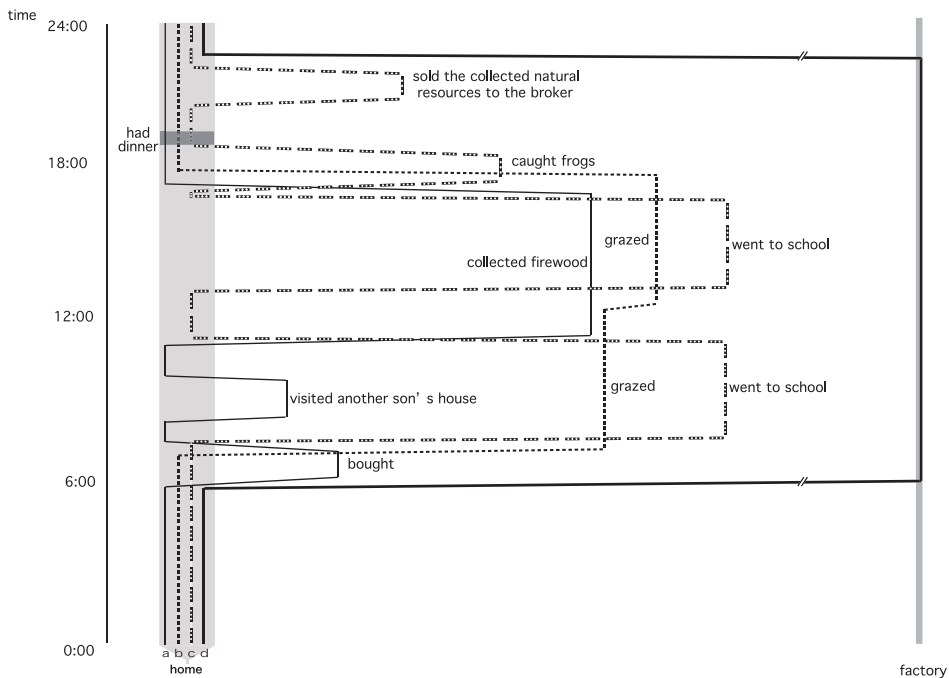 time
24:00
sold the collected natural
resources to the broker
had
dinner
18:00
caught frogs
grazed
went to school
collected firewood
12:00
grazed
went to school
visited another son’s house
bought
6:00
0:00
a b c d
home
factory